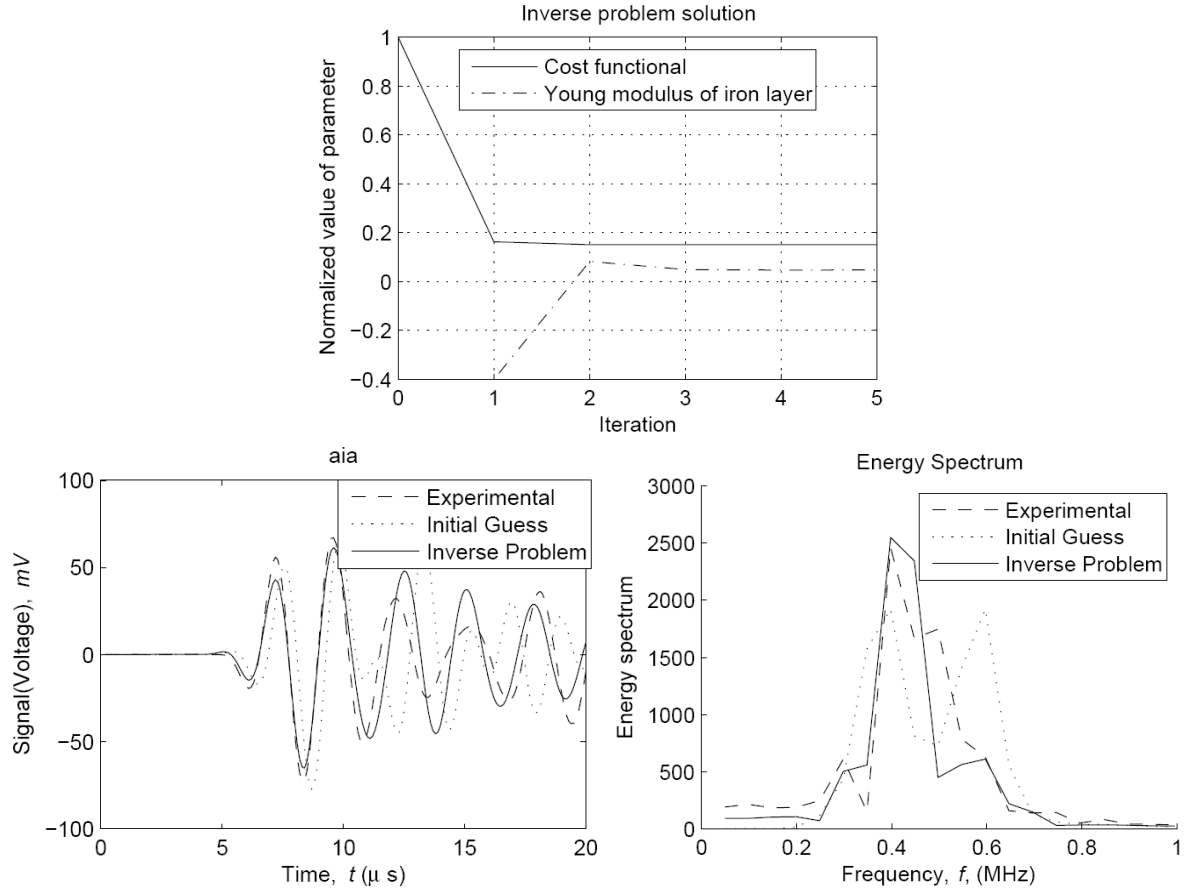 Inverse problem solution
Normalized value of parameter
1
0.8
0.6
0.4
0.2
0
−0.2
−0.4
Cost functional
Young modulus of iron layer
0 1 2 3 4 5
Iteration
aia
Signal(Voltage), mV
100
50
0
−50
−100
Experimental
Initial Guess
Inverse Problem
0 5 10 15 20
Time, t (μ s)
Energy Spectrum
Energy spectrum
3000
2500
2000
1500
1000
500
0
Experimental
Initial Guess
Inverse Problem
0 0.2 0.4 0.6 0.8 1
Frequency, f, (MHz)